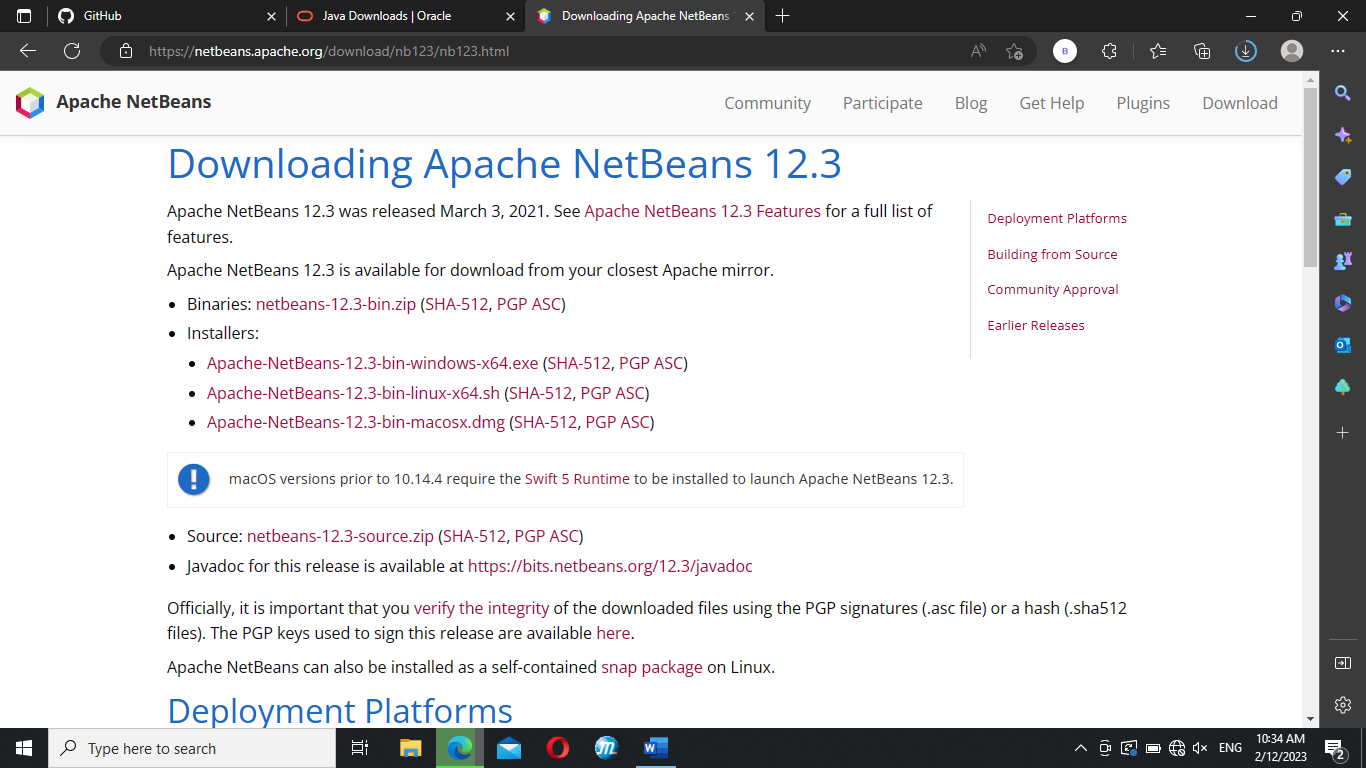 GitHub
Java Downloads | Oracle
Downloading Apache NetBeans 1
https://netbeans.apache.org/download/nb123/nb123.html
B
Apache NetBeans
Community Participate Blog Get Help Plugins Download
Downloading Apache NetBeans 12.3
Apache NetBeans 12.3 was released March 3, 2021. See Apache NetBeans 12.3 Features for a full list of
features.
Apache NetBeans 12.3 is available for download from your closest Apache mirror.
• Binaries: netbeans-12.3-bin.zip (SHA-512, PGP ASC)
• Installers:
• Apache-NetBeans-12.3-bin-windows-x64.exe (SHA-512, PGP ASC)
• Apache-NetBeans-12.3-bin-linux-x64.sh (SHA-512, PGP ASC)
• Apache-NetBeans-12.3-bin-macosx.dmg (SHA-512, PGP ASC)
macOS versions prior to 10.14.4 require the Swift 5 Runtime to be installed to launch Apache NetBeans 12.3.
• Source: netbeans-12.3-source.zip (SHA-512, PGP ASC)
• Javadoc for this release is available at https://bits.netbeans.org/12.3/javadoc
Officially, it is important that you verify the integrity of the downloaded files using the PGP signatures (.asc file) or a hash (.sha512
files). The PGP keys used to sign this release are available here.
Apache NetBeans can also be installed as a self-contained snap package on Linux.
Deployment Platforms
Deployment Platforms
Building from Source
Community Approval
Earlier Releases
Type here to search
ENG
10:34 AM
2/12/2023
2